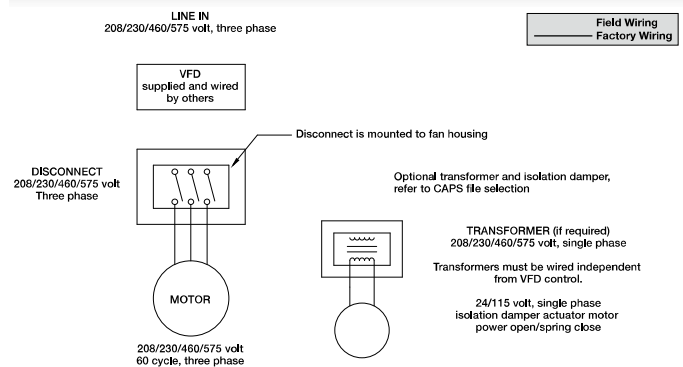 LINE IN
208/230/460/575 volt, three phase
Field Wiring
Factory Wiring
VFD
supplied and wired
by others
Disconnect is mounted to fan housing
DISCONNECT
208/230/460/575 volt
Three phase
Optional transformer and isolation damper,
refer to CAPS file selection
TRANSFORMER (if required)
208/230/460/575 volt, single phase
Transformers must be wired independent
from VFD control.
24/115 volt, single phase
isolation damper actuator motor
power open/spring close
MOTOR
208/230/460/575 volt
60 cycle, three phase